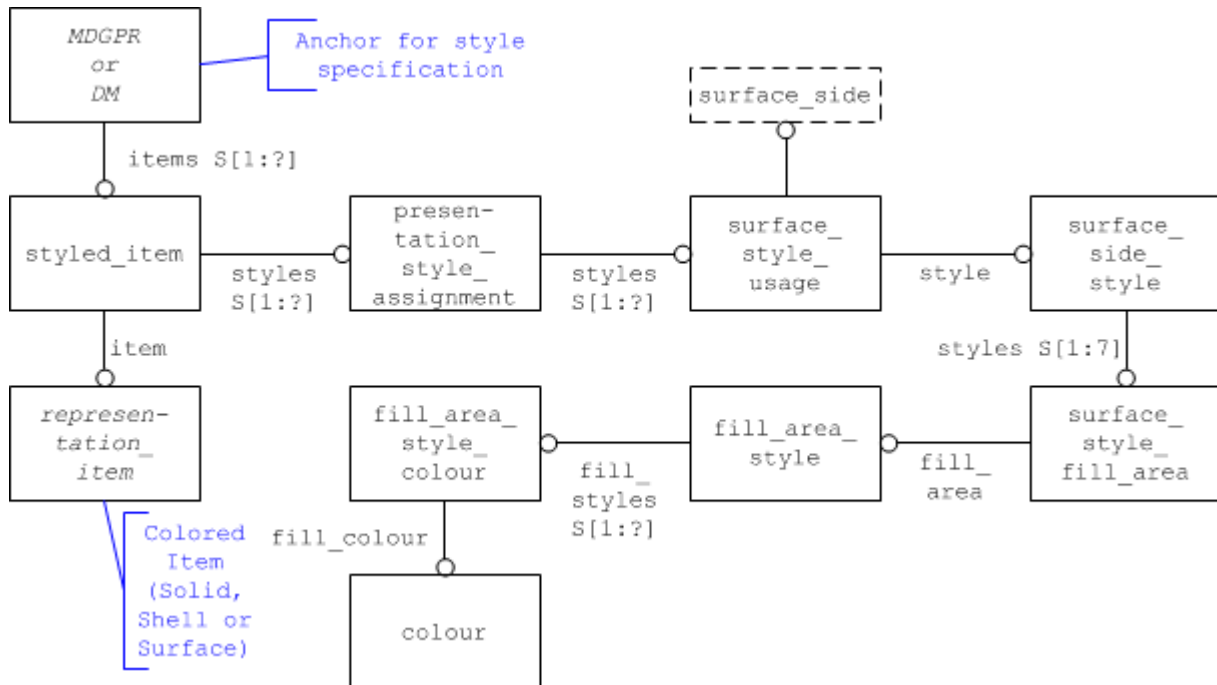 MDGPR
or
DM
Anchor for style
specification
surface_side
items S[1:?]
styled_item
styles
S[1:?]
presen-
tation_
style_
assignment
styles
S[1:?]
surface_
style_
usage
style
surface_
side_
style
item
styles S[1:7]
represen-
tation_
item
fill_area_
style_
colour
fill_
styles
S[1:?]
fill_area_
style
fill_
area
surface_
style_
fill_area
Colored
Item
(Solid,
Shell or
Surface)
fill_colour
colour